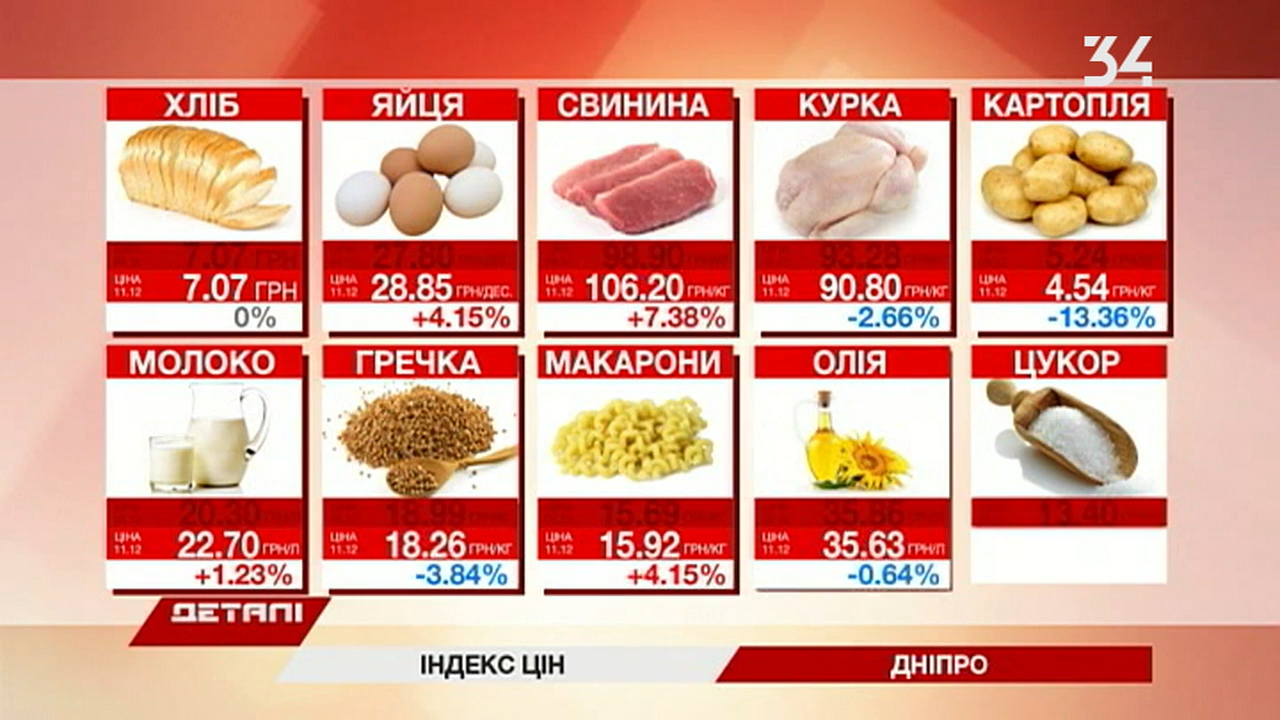 34
ХЛІБ
7.07 ГРН
ЦІНА
11.12
7.07 ГРН
0%
ЯЙЦЯ
27.80
ЦІНА
11.12
28.85 ГРН/ДЕС.
+4.15%
СВИНИНА
98.90
ЦІНА
11.12
106.20 ГРН/КГ
+7.38%
КУРКА
93.28
ЦІНА
11.12
90.80 ГРН/КГ
-2.66%
КАРТОПЛЯ
5.24
ЦІНА
11.12
4.54 ГРН/КГ
-13.36%
МОЛОКО
20.30
ЦІНА
11.12
22.70 ГРН/Л
+1.23%
ГРЕЧКА
18.99
ЦІНА
11.12
18.26 ГРН/КГ
-3.84%
МАКАРОНИ
15.69
ЦІНА
11.12
15.92 ГРН/КГ
+4.15%
ОЛІЯ
35.86
ЦІНА
11.12
35.63 ГРН/Л
-0.64%
ЦУКОР
13.40
ДЕТАЛІ
ІНДЕКС ЦІН
ДНІПРО